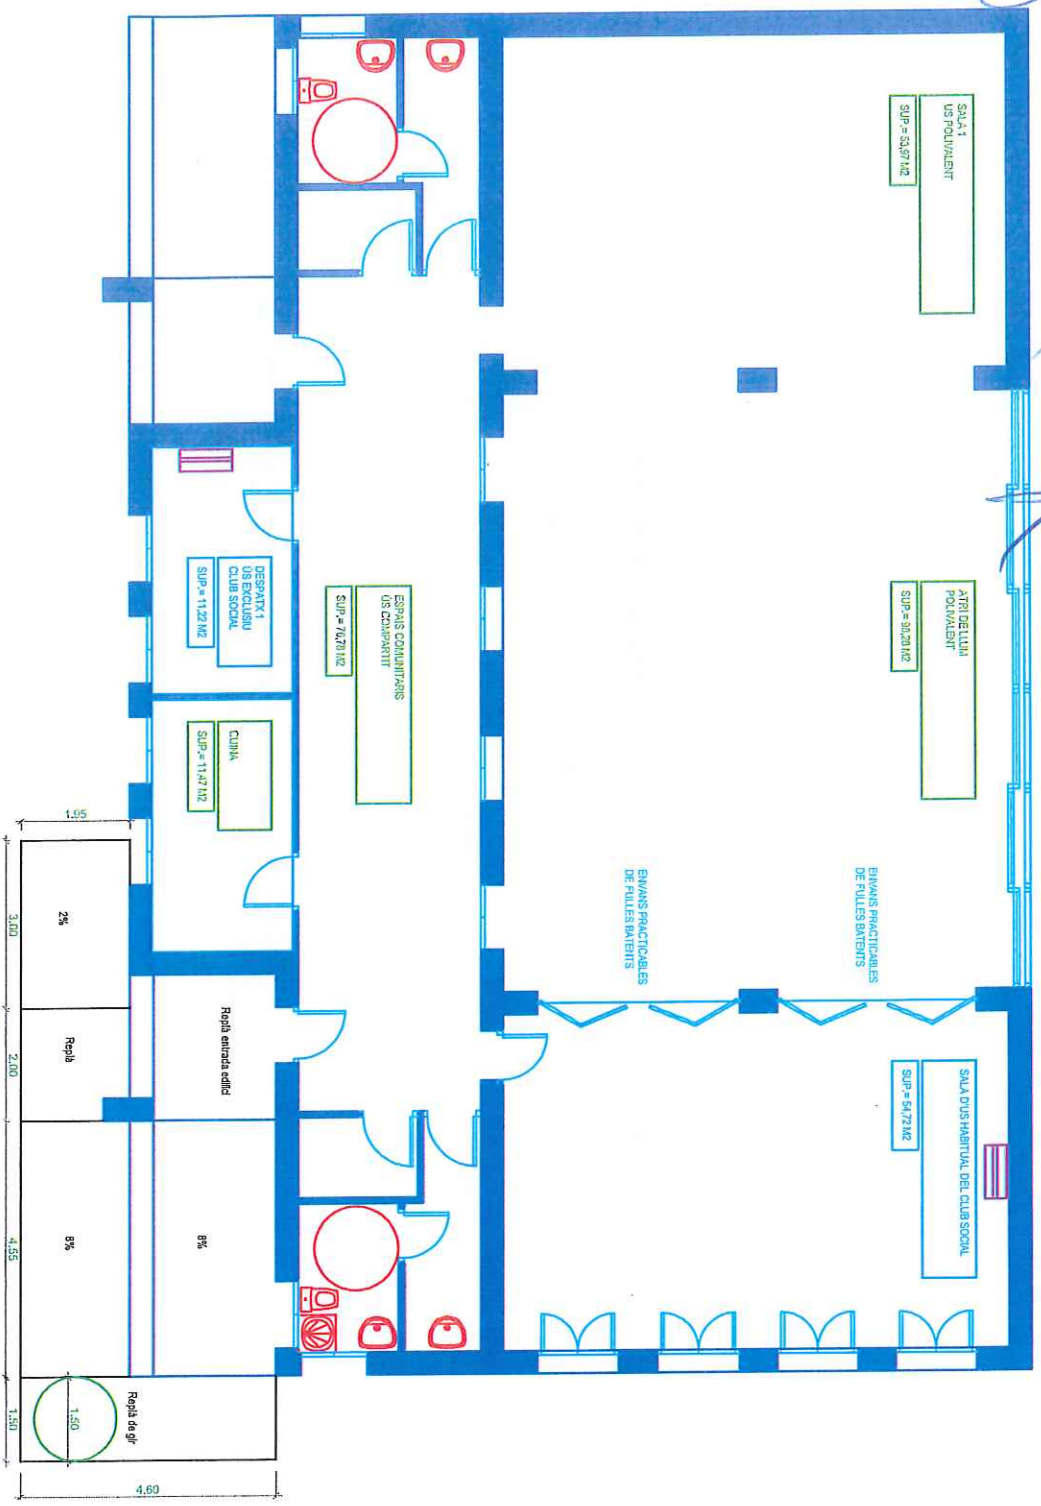 SALA 1
US POLIVALENT
SUP.= 53,97 M2
ATRI DE LLUM
POLIVALENT
SUP.= 98,28 M2
ENVANS PRACTICABLES
DE FULLES BATENTS
ENVANS PRACTICABLES
DE FULLES BATENTS
SALA D'US HABITUAL DEL CLUB SOCIAL
SUP.= 54,72 M2
ESPAIS COMUNITARIS
ÚS COMPARTIT
SUP.= 76,78 M2
DESPATX 1
ÚS EXCLUSIU
CLUB SOCIAL
SUP.= 11,22 M2
CUINA
SUP.= 11,47 M2
Replà entrada edifici
8%
2%
Replà
8%
Replà de gir
1.50
1.95
3.00
2.00
4.55
1.50
4.60